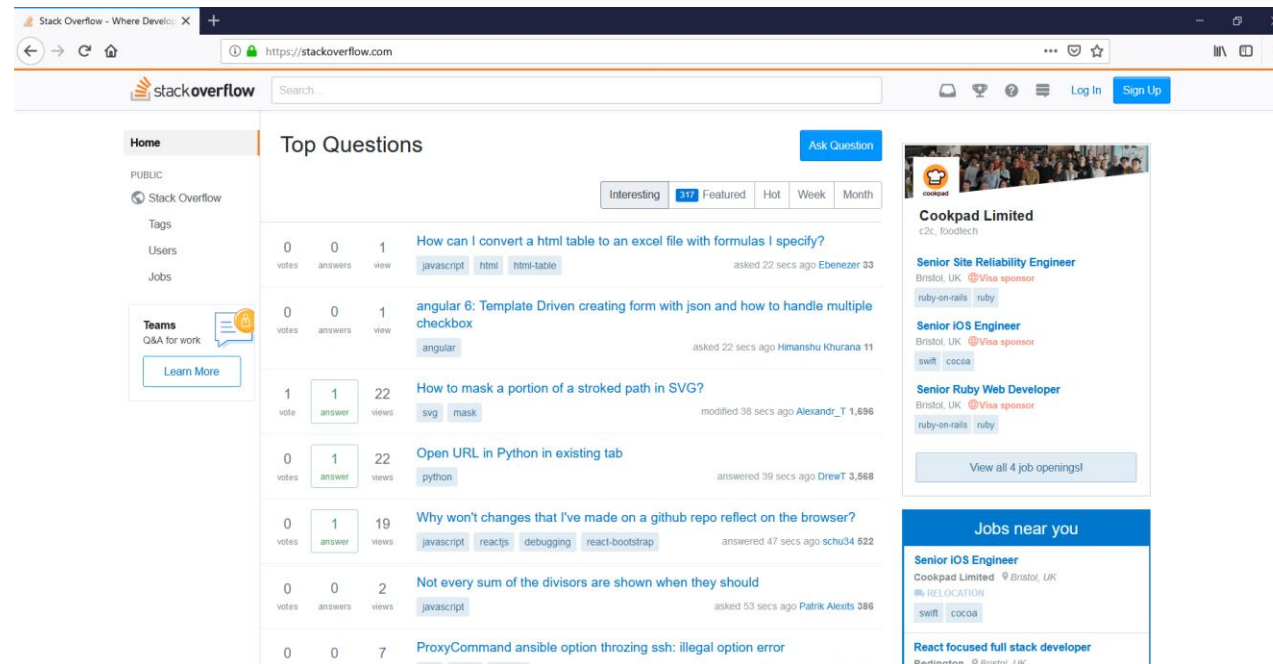 Stack Overflow - Where Develop
https://stackoverflow.com
stackoverflow
Search...
Log In
Sign Up
Home
PUBLIC
Stack Overflow
Tags
Users
Jobs
Teams
Q&A for work
Learn More
Top Questions
Ask Question
Interesting
317 Featured
Hot
Week
Month
0 0 1
votes answers view
How can I convert a html table to an excel file with formulas I specify?
javascript html html-table
asked 22 secs ago Ebenezer 33
0 0 1
votes answers view
angular 6: Template Driven creating form with json and how to handle multiple
checkbox
angular
asked 22 secs ago Himanshu Khurana 11
1 1 22
vote answer views
How to mask a portion of a stroked path in SVG?
svg mask
modified 38 secs ago Alexandr_T 1,696
0 1 22
votes answer views
Open URL in Python in existing tab
python
answered 39 secs ago DrewT 3,568
0 1 19
votes answer views
Why won't changes that I've made on a github repo reflect on the browser?
javascript reactjs debugging react-bootstrap
answered 47 secs ago schu34 522
0 0 2
votes answers views
Not every sum of the divisors are shown when they should
javascript
asked 53 secs ago Patrik Alexits 386
0 0 7
ProxyCommand ansible option throzing ssh: illegal option error
cookpad
Cookpad Limited
c2c, foodtech
Senior Site Reliability Engineer
Bristol, UK Visa sponsor
ruby-on-rails ruby
Senior iOS Engineer
Bristol, UK Visa sponsor
swift cocoa
Senior Ruby Web Developer
Bristol, UK Visa sponsor
ruby-on-rails ruby
View all 4 job openings!
Jobs near you
Senior iOS Engineer
Cookpad Limited Bristol, UK
RELOCATION
swift cocoa
React focused full stack developer
Redington Bristol, UK